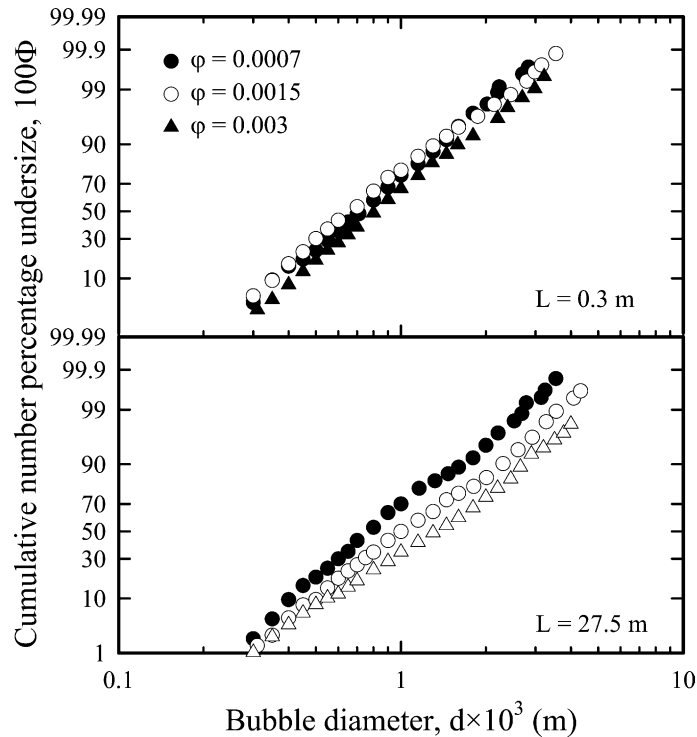 Cumulative number percentage undersize, 100Φ
99.99
99.9
99
90
70
50
30
10
φ = 0.0007
φ = 0.0015
φ = 0.003
L = 0.3 m
99.99
99.9
99
90
70
50
30
10
1
L = 27.5 m
0.1
1
10
Bubble diameter, d×10³ (m)